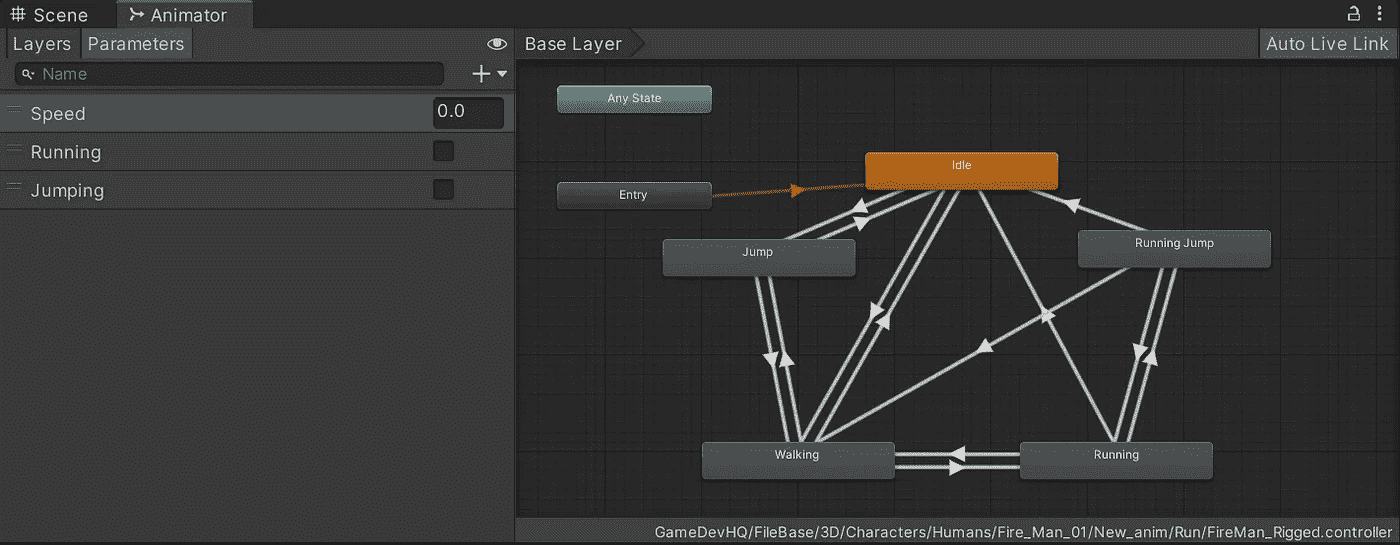 Scene
Animator
Layers
Parameters
Base Layer
Auto Live Link
Name
Speed
0.0
Running
Jumping
Any State
Idle
Entry
Jump
Running Jump
Walking
Running
GameDevHQ/FileBase/3D/Characters/Humans/Fire_Man_01/New_anim/Run/FireMan_Rigged.controller